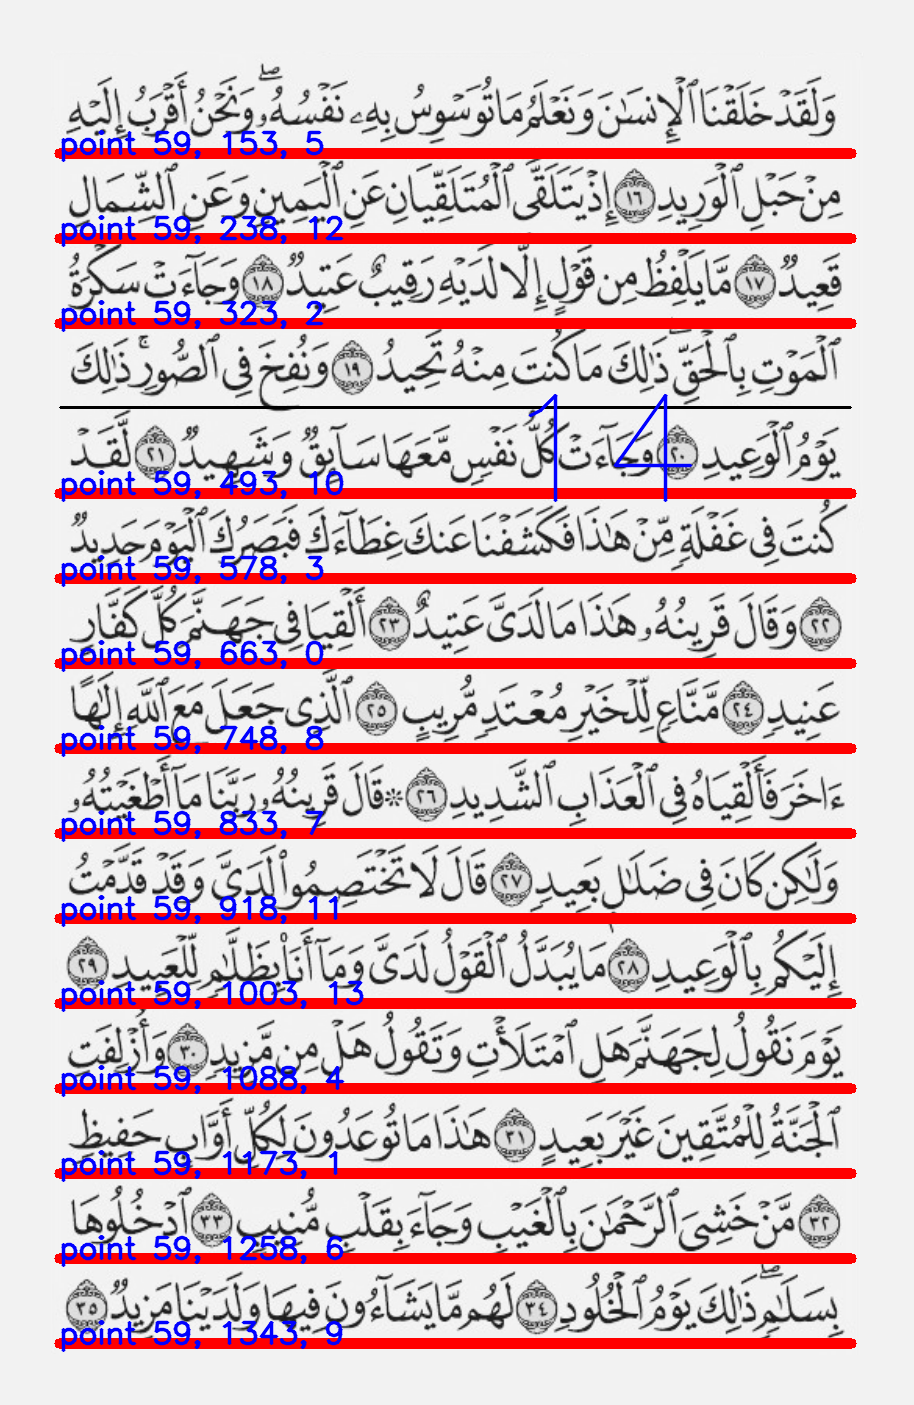 وَلَقَدْ خَلَقْنَا ٱلْإِنسَٰنَ وَنَعْلَمُ مَا تُوَسْوِسُ بِهِۦ نَفْسُهُۥ ۖ وَنَحْنُ أَقْرَبُ إِلَيْهِ
point 59, 153, 5
مِنْ حَبْلِ ٱلْوَرِيدِ ١٦ إِذْ يَتَلَقَّى ٱلْمُتَلَقِّيَانِ عَنِ ٱلْيَمِينِ وَعَنِ ٱلشِّمَالِ
point 59, 238, 12
قَعِيدٌ ١٧ مَّا يَلْفِظُ مِن قَوْلٍ إِلَّا لَدَيْهِ رَقِيبٌ عَتِيدٌ ١٨ وَجَآءَتْ سَكْرَةُ
point 59, 323, 2
ٱلْمَوْتِ بِٱلْحَقِّ ۖ ذَٰلِكَ مَا كُنتَ مِنْهُ تَحِيدُ ١٩ وَنُفِخَ فِى ٱلصُّورِ ۚ ذَٰلِكَ
14
يَوْمُ ٱلْوَعِيدِ ٢٠ وَجَآءَتْ كُلُّ نَفْسٍ مَّعَهَا سَآئِقٌ وَشَهِيدٌ ٢١ لَّقَدْ
point 59, 493, 10
كُنتَ فِى غَفْلَةٍ مِّنْ هَٰذَا فَكَشَفْنَا عَنكَ غِطَآءَكَ فَبَصَرُكَ ٱلْيَوْمَ حَدِيدٌ
point 59, 578, 3
٢٢ وَقَالَ قَرِينُهُۥ هَٰذَا مَا لَدَىَّ عَتِيدٌ ٢٣ أَلْقِيَا فِى جَهَنَّمَ كُلَّ كَفَّارٍ
point 59, 663, 0
عَنِيدٍ ٢٤ مَّنَّاعٍ لِّلْخَيْرِ مُعْتَدٍ مُّرِيبٍ ٢٥ ٱلَّذِى جَعَلَ مَعَ ٱللَّهِ إِلَٰهًا
point 59, 748, 8
ءَاخَرَ فَأَلْقِيَاهُ فِى ٱلْعَذَابِ ٱلشَّدِيدِ ٢٦ * قَالَ قَرِينُهُۥ رَبَّنَا مَآ أَطْغَيْتُهُۥ
point 59, 833, 7
وَلَٰكِن كَانَ فِى ضَلَٰلٍۭ بَعِيدٍ ٢٧ قَالَ لَا تَخْتَصِمُوا۟ لَدَىَّ وَقَدْ قَدَّمْتُ
point 59, 918, 11
إِلَيْكُم بِٱلْوَعِيدِ ٢٨ مَا يُبَدَّلُ ٱلْقَوْلُ لَدَىَّ وَمَآ أَنَا۠ بِظَلَّٰمٍ لِّلْعَبِيدِ ٢٩
point 59, 1003, 13
يَوْمَ نَقُولُ لِجَهَنَّمَ هَلِ ٱمْتَلَأْتِ وَتَقُولُ هَلْ مِن مَّزِيدٍ ٣٠ وَأُزْلِفَتِ
point 59, 1088, 4
ٱلْجَنَّةُ لِلْمُتَّقِينَ غَيْرَ بَعِيدٍ ٣١ هَٰذَا مَا تُوعَدُونَ لِكُلِّ أَوَّابٍ حَفِيظٍ
point 59, 1173, 1
٣٢ مَّنْ خَشِىَ ٱلرَّحْمَٰنَ بِٱلْغَيْبِ وَجَآءَ بِقَلْبٍ مُّنِيبٍ ٣٣ ٱدْخُلُوهَا
point 59, 1258, 6
بِسَلَٰمٍ ۖ ذَٰلِكَ يَوْمُ ٱلْخُلُودِ ٣٤ لَهُم مَّا يَشَآءُونَ فِيهَا وَلَدَيْنَا مَزِيدٌ ٣٥
point 59, 1343, 9